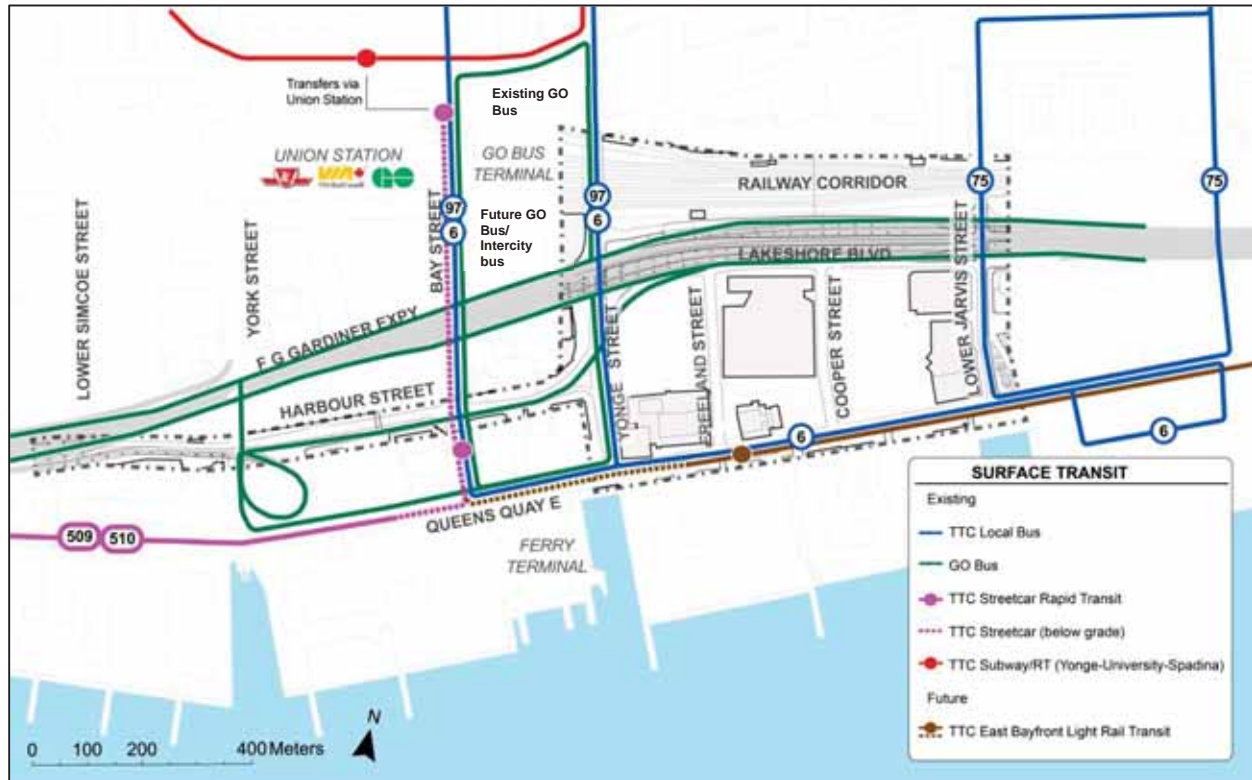 Transfers via
Union Station
Existing GO
Bus
UNION STATION
VIA
GO
GO BUS
TERMINAL
RAILWAY CORRIDOR
75
75
97
6
97
6
Future GO
Bus/
Intercity
bus
LOWER SIMCOE STREET
YORK STREET
BAY STREET
LAKESHORE BLVD
F G GARDINER EXPY
HARBOUR STREET
YONGE STREET
FREELAND STREET
COOPER STREET
LOWER JARVIS STREET
6
6
QUEENS QUAY E
509
510
FERRY
TERMINAL
SURFACE TRANSIT
Existing
TTC Local Bus
GO Bus
TTC Streetcar Rapid Transit
TTC Streetcar (below grade)
TTC Subway/RT (Yonge-University-Spadina)
Future
TTC East Bayfront Light Rail Transit
N
0 100 200 400 Meters